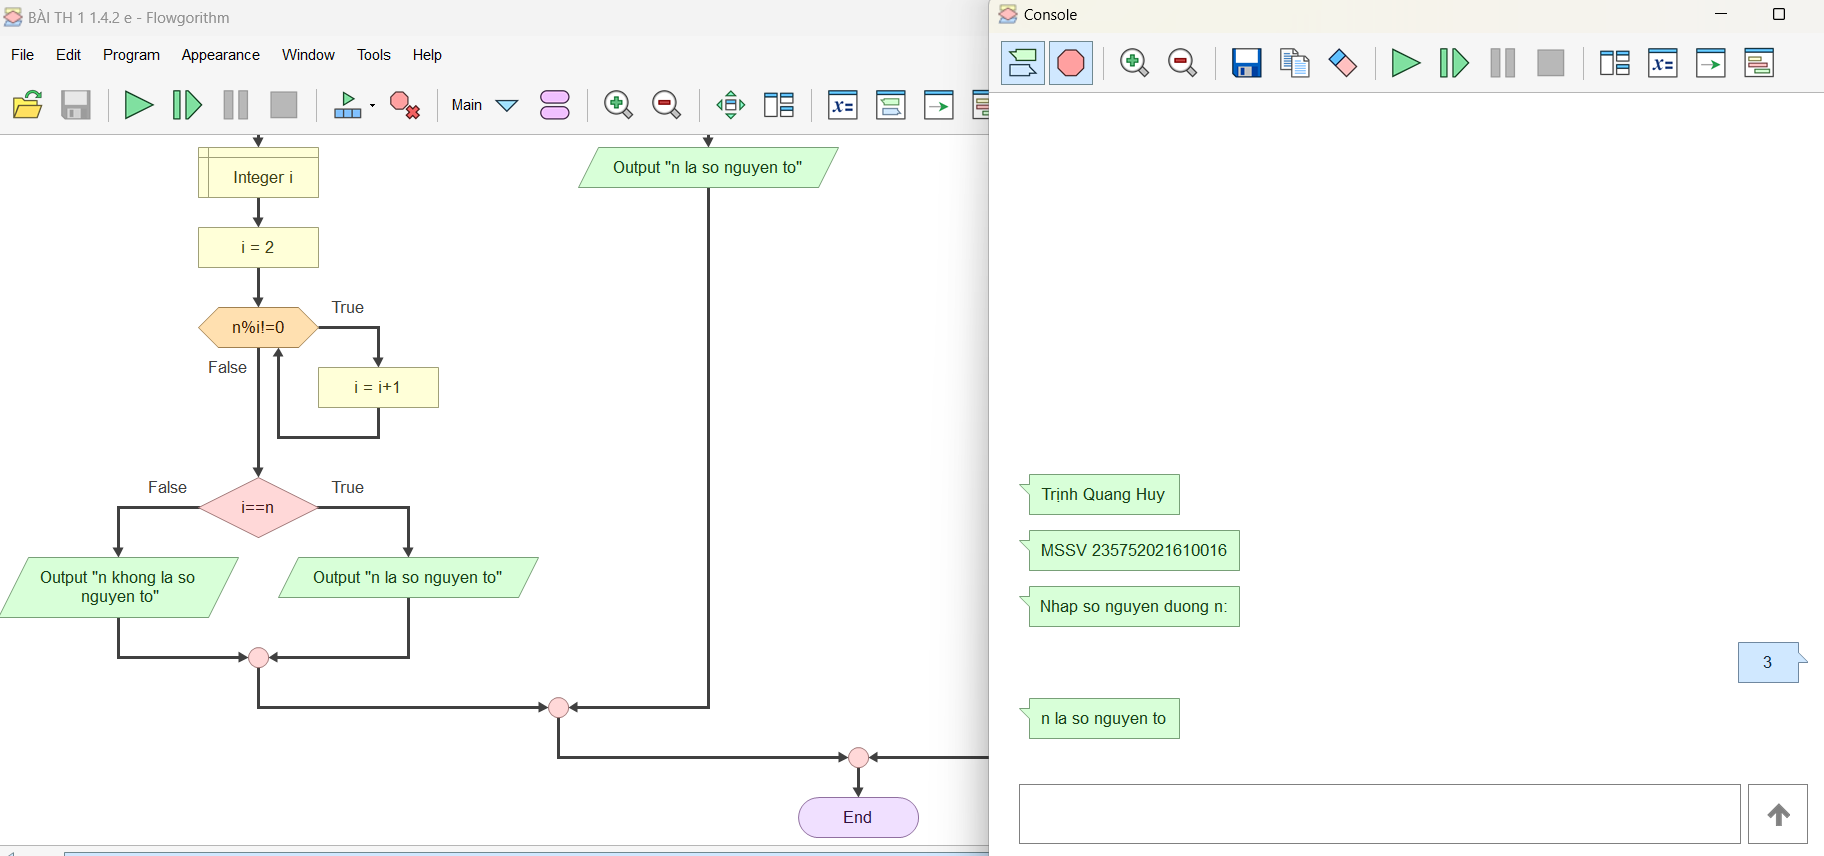 BÀI TH 1 1.4.2 e - Flowgorithm
File Edit Program Appearance Window Tools Help
Main
x=
Integer i
i = 2
n%i!=0
True
False
i = i+1
False
i==n
True
Output "n khong la so
nguyen to"
Output "n la so nguyen to"
Output "n la so nguyen to"
End
Console
x=
Trịnh Quang Huy
MSSV 235752021610016
Nhap so nguyen duong n:
3
n la so nguyen to